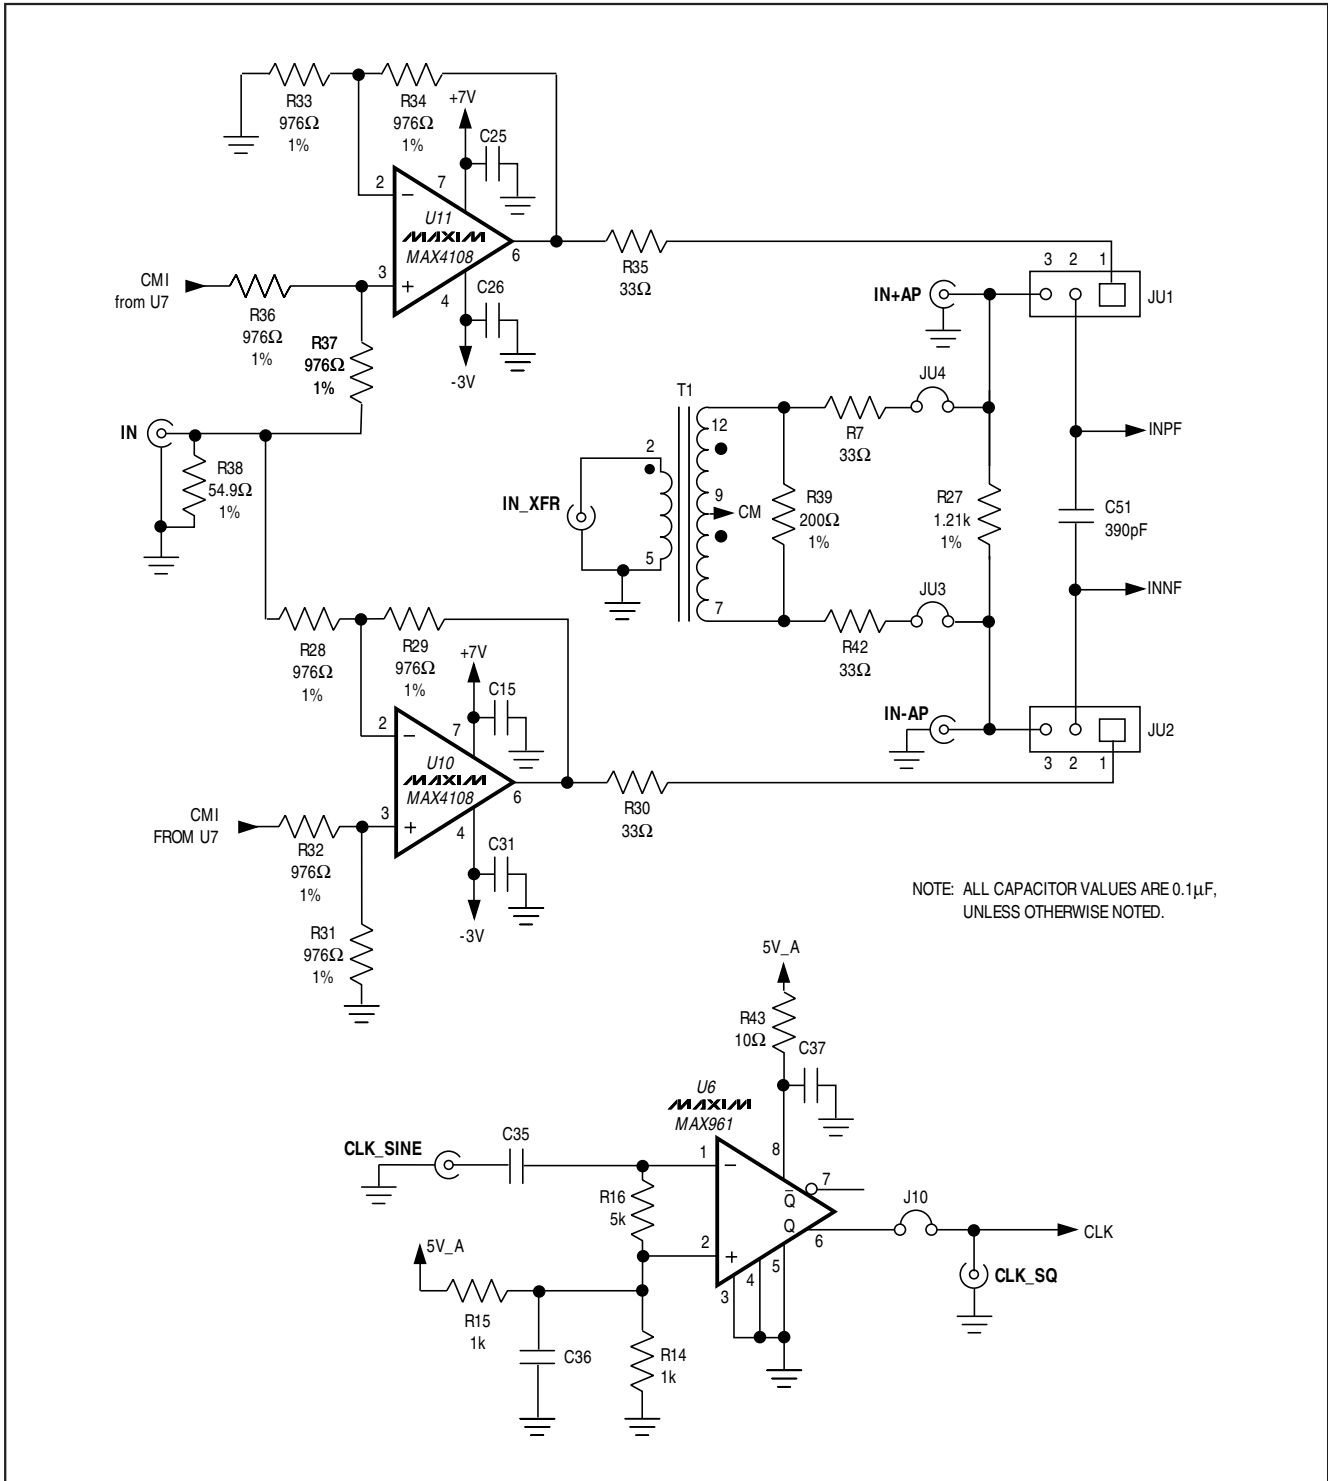 R33
976Ω
1%
R34
976Ω
1%
+7V
C25
2
7
−
U11
MAXIM
MAX4108
6
3
+
4
CMI
from U7
R36
976Ω
1%
R37
976Ω
1%
C26
-3V
R35
33Ω
3 2 1
IN+AP
JU1
IN
R38
54.9Ω
1%
T1
12
2
9
CM
5
7
IN_XFR
R39
200Ω
1%
JU4
R7
33Ω
R27
1.21k
1%
INPF
C51
390pF
INNF
JU3
R42
33Ω
R28
976Ω
1%
R29
976Ω
1%
+7V
C15
2
7
−
U10
MAXIM
MAX4108
6
3
+
4
CMI
FROM U7
R32
976Ω
1%
C31
-3V
R31
976Ω
1%
R30
33Ω
IN-AP
JU2
3 2 1
NOTE: ALL CAPACITOR VALUES ARE 0.1µF,
UNLESS OTHERWISE NOTED.
5V_A
R43
10Ω
C37
U6
MAXIM
MAX961
CLK_SINE
C35
1
−
8
7
Q̅
Q
6
R16
5k
2
+
3
4
5
J10
CLK
CLK_SQ
5V_A
R15
1k
C36
R14
1k